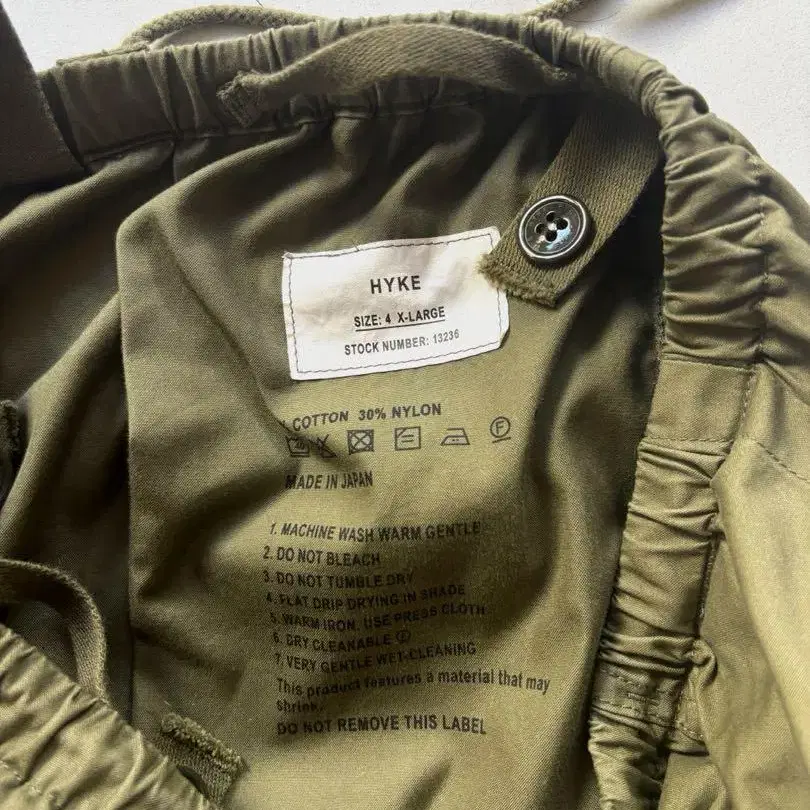 HYKE
SIZE: 4 X-LARGE
STOCK NUMBER: 13236
COTTON 30% NYLON
F
MADE IN JAPAN
1. MACHINE WASH WARM GENTLE
2. DO NOT BLEACH
3. DO NOT TUMBLE DRY
4. FLAT DRIP DRYING IN SHADE
5. WARM IRON. USE PRESS CLOTH
6. DRY CLEANABLE Ⓕ
7. VERY GENTLE WET-CLEANING
This product features a material that may
Shrink.
DO NOT REMOVE THIS LABEL